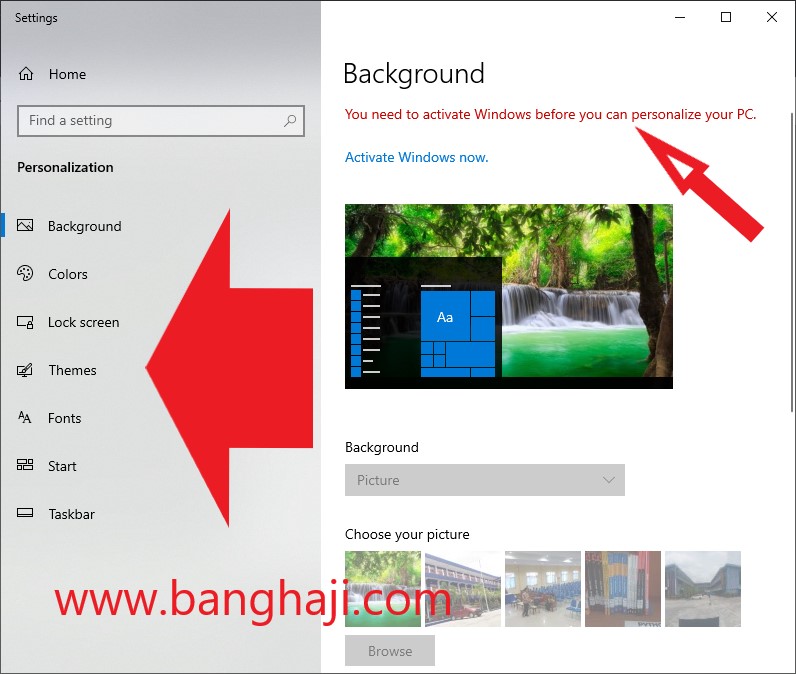 Settings
Home
Find a setting
Personalization
Background
Colors
Lock screen
Themes
Fonts
Start
Taskbar
Background
You need to activate Windows before you can personalize your PC.
Activate Windows now.
Aa
Background
Picture
Choose your picture
www.banghaji.com
Browse